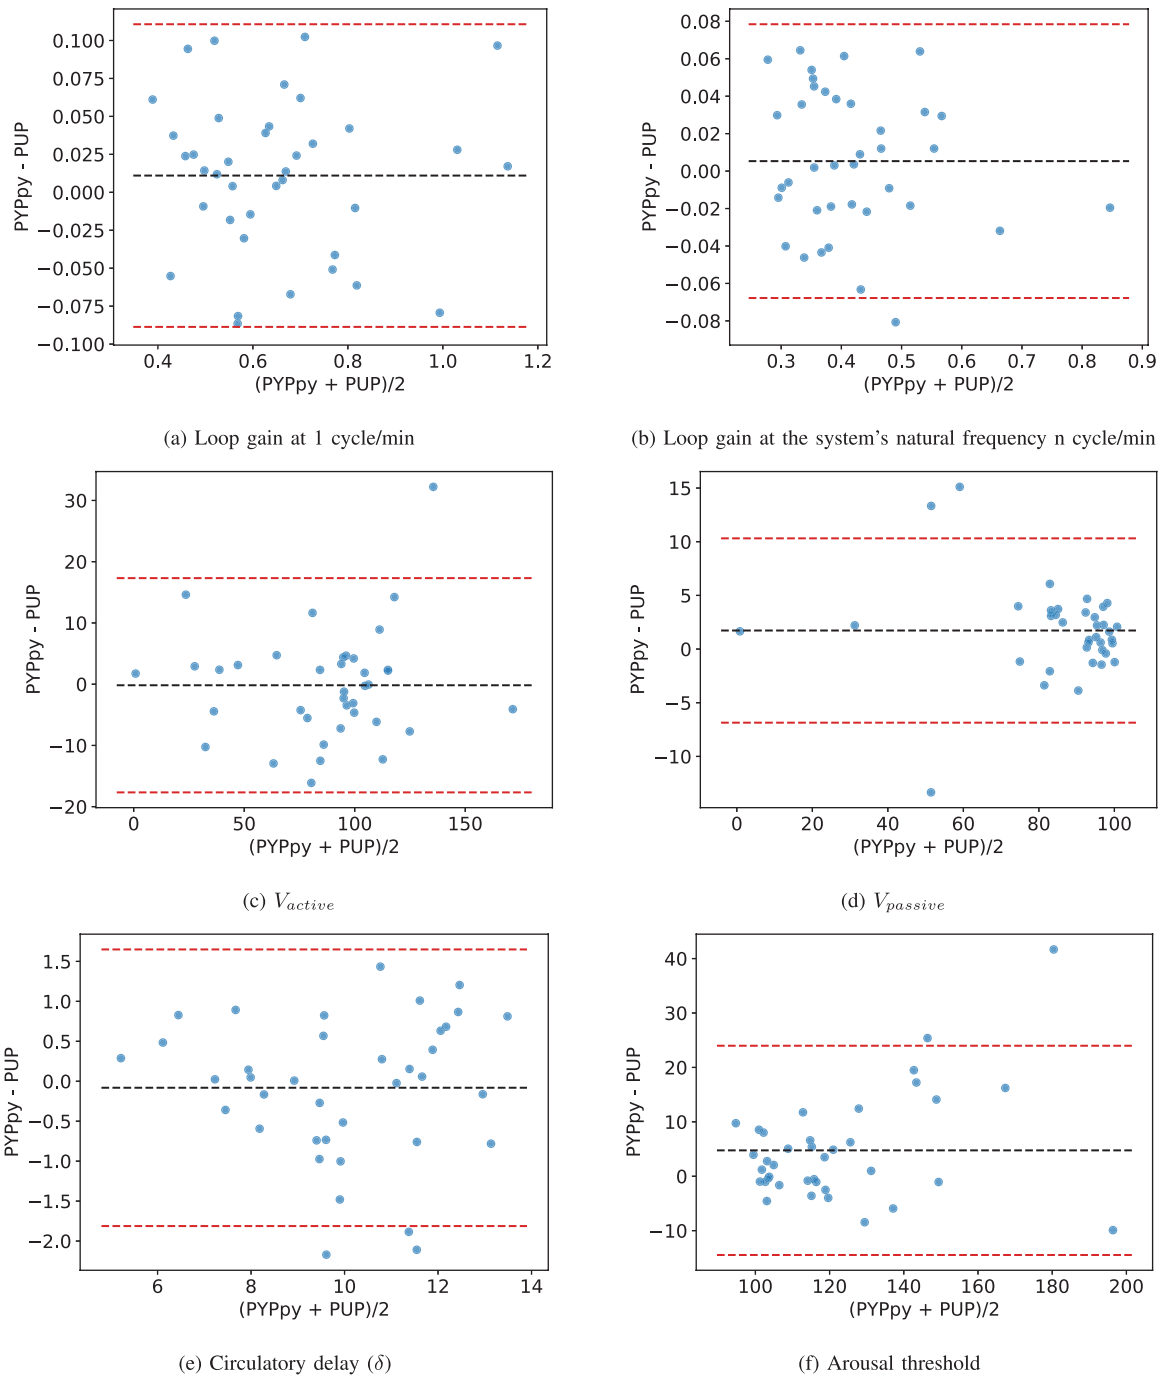 0.100
0.075
0.050
0.025
0.000
−0.025
−0.050
−0.075
−0.100
PYPpy - PUP
0.4 0.6 0.8 1.0 1.2
(PYPpy + PUP)/2
(a) Loop gain at 1 cycle/min
0.08
0.06
0.04
0.02
0.00
−0.02
−0.04
−0.06
−0.08
PYPpy - PUP
0.3 0.4 0.5 0.6 0.7 0.8 0.9
(PYPpy + PUP)/2
(b) Loop gain at the system's natural frequency n cycle/min
30
20
10
0
−10
−20
PYPpy - PUP
0 50 100 150
(PYPpy + PUP)/2
(c) Vactive
15
10
5
0
−5
−10
PYPpy - PUP
0 20 40 60 80 100
(PYPpy + PUP)/2
(d) Vpassive
1.5
1.0
0.5
0.0
−0.5
−1.0
−1.5
−2.0
PYPpy - PUP
6 8 10 12 14
(PYPpy + PUP)/2
(e) Circulatory delay (δ)
40
30
20
10
0
−10
PYPpy - PUP
100 120 140 160 180 200
(PYPpy + PUP)/2
(f) Arousal threshold